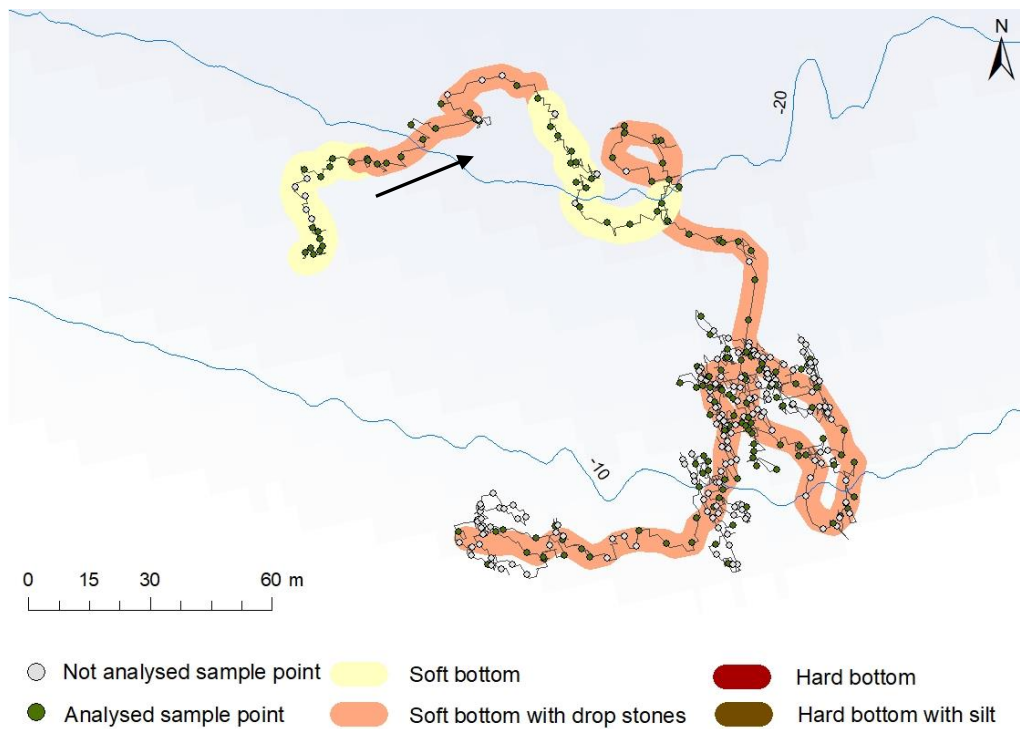 N
-20
-10
0 15 30 60 m
Not analysed sample point Soft bottom Hard bottom
Analysed sample point Soft bottom with drop stones Hard bottom with silt